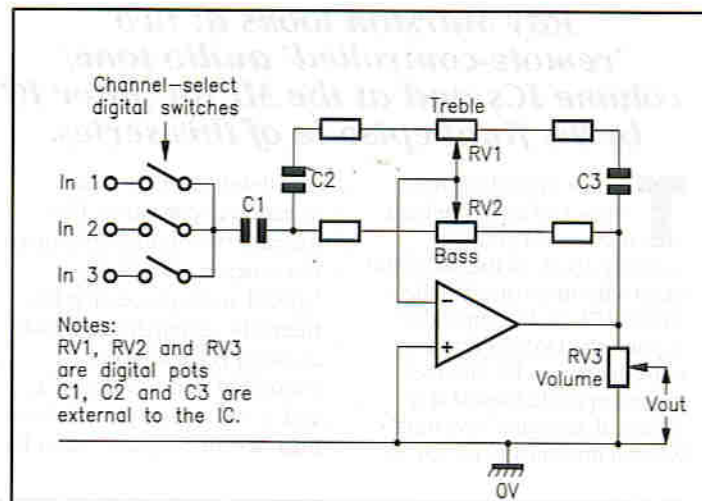 Channel-select
digital switches
In 1
In 2
In 3
C1
C2
Treble
RV1
RV2
Bass
C3
−
+
RV3
Volume
Vout
0V
Notes:
RV1, RV2 and RV3
are digital pots
C1, C2 and C3 are
external to the IC.